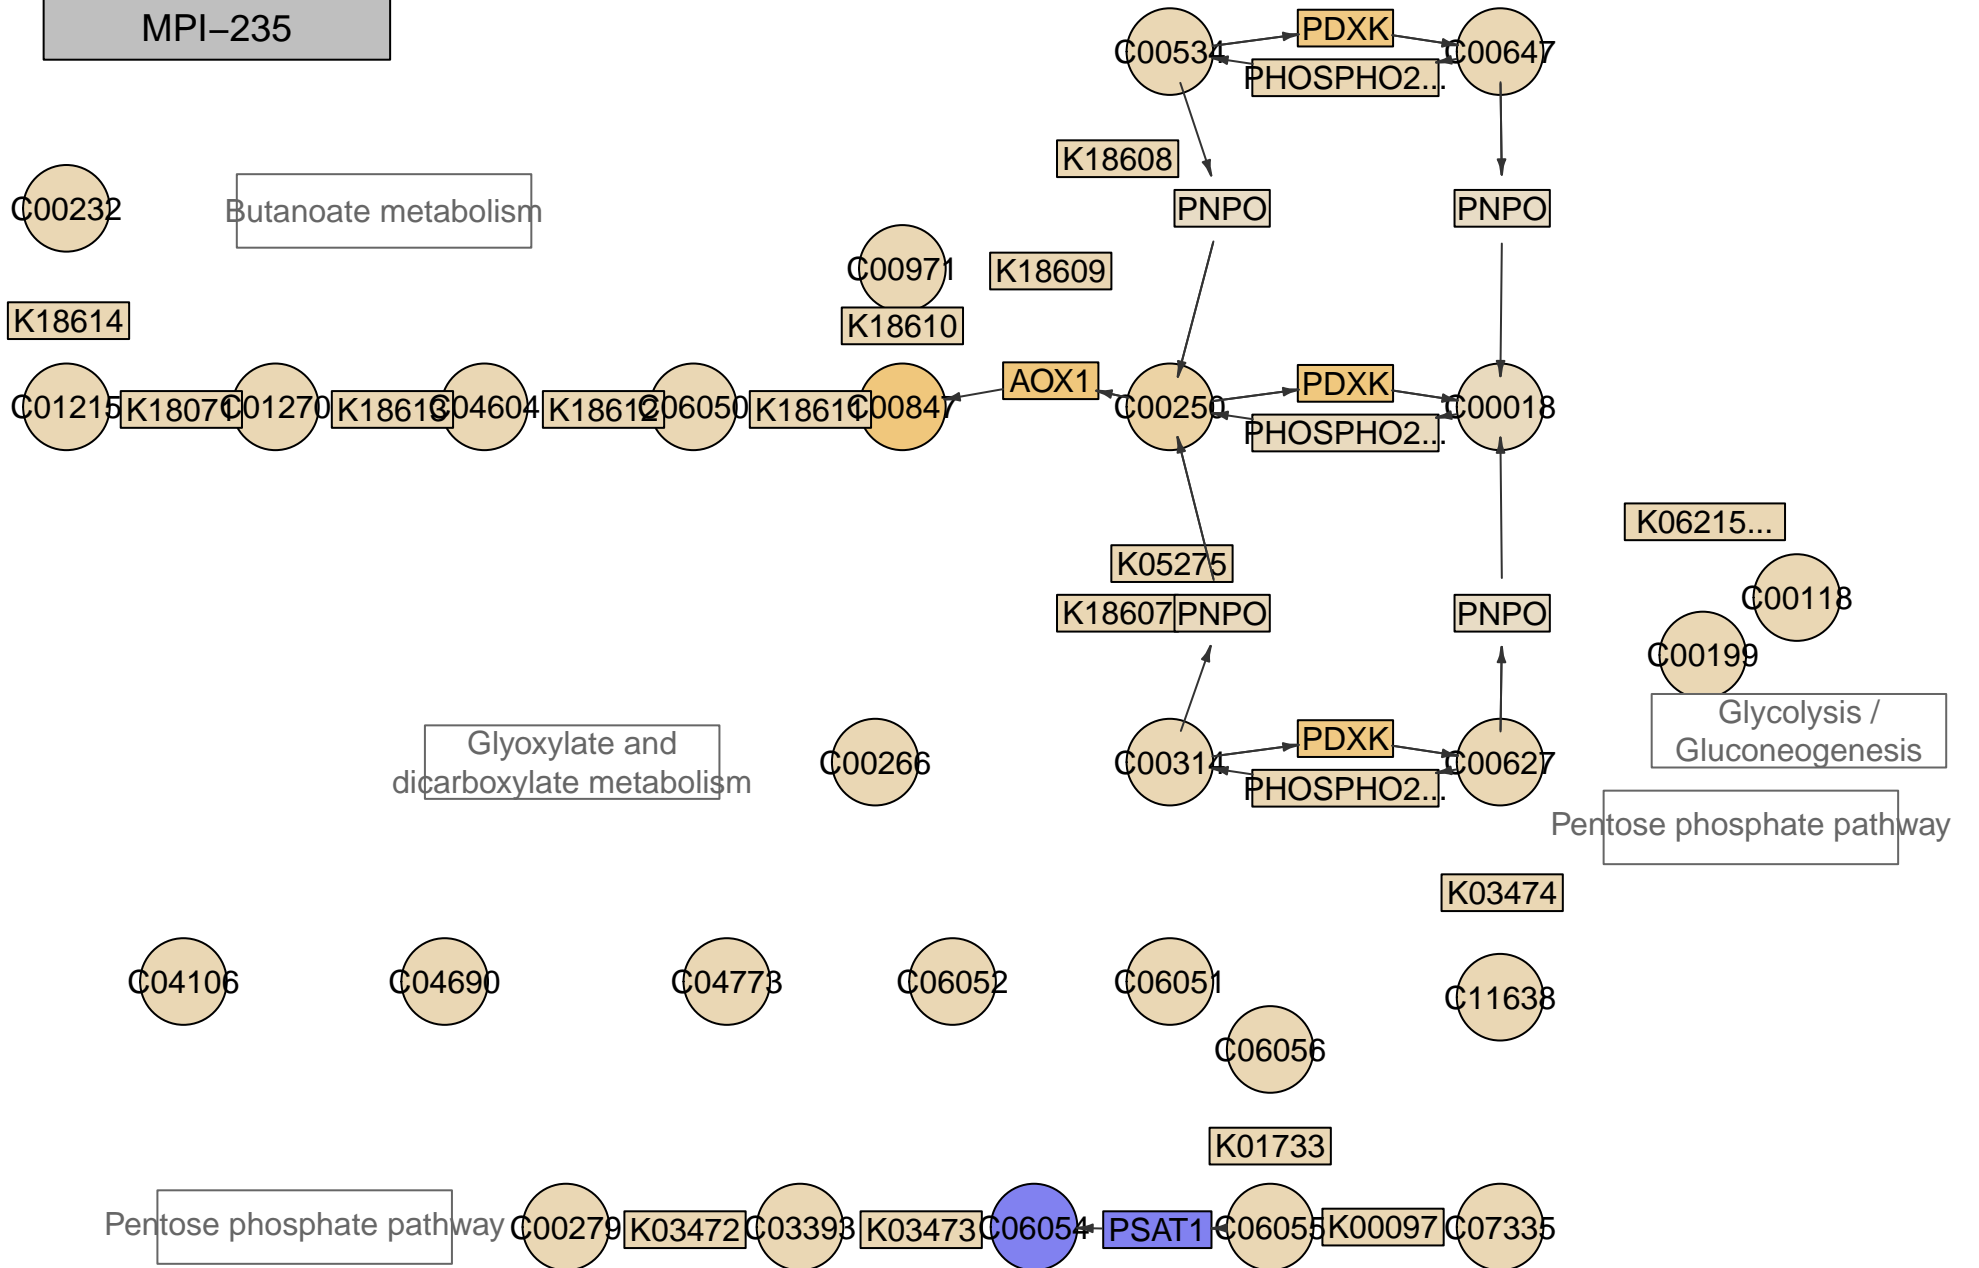 MPI–235
C00534
PDXK
C00647
PHOSPHO2...
K18608
C00232
Butanoate metabolism
PNPO
PNPO
C00971
K18609
K18614
K18610
C01215
K18071
C01270
K18613
C04604
K18612
C06050
K18611
C00847
AOX1
C00250
PDXK
PHOSPHO2...
C00018
K06215...
K05275
C00118
K18607
PNPO
PNPO
C00199
Glycolysis /
Gluconeogenesis
Glyoxylate and
dicarboxylate metabolism
C00266
C00314
PDXK
PHOSPHO2...
C00627
Pentose phosphate pathway
K03474
C04106
C04690
C04773
C06052
C06051
C11638
C06056
K01733
Pentose phosphate pathway
C00279
K03472
C03393
K03473
C06054
PSAT1
C06055
K00097
C07335